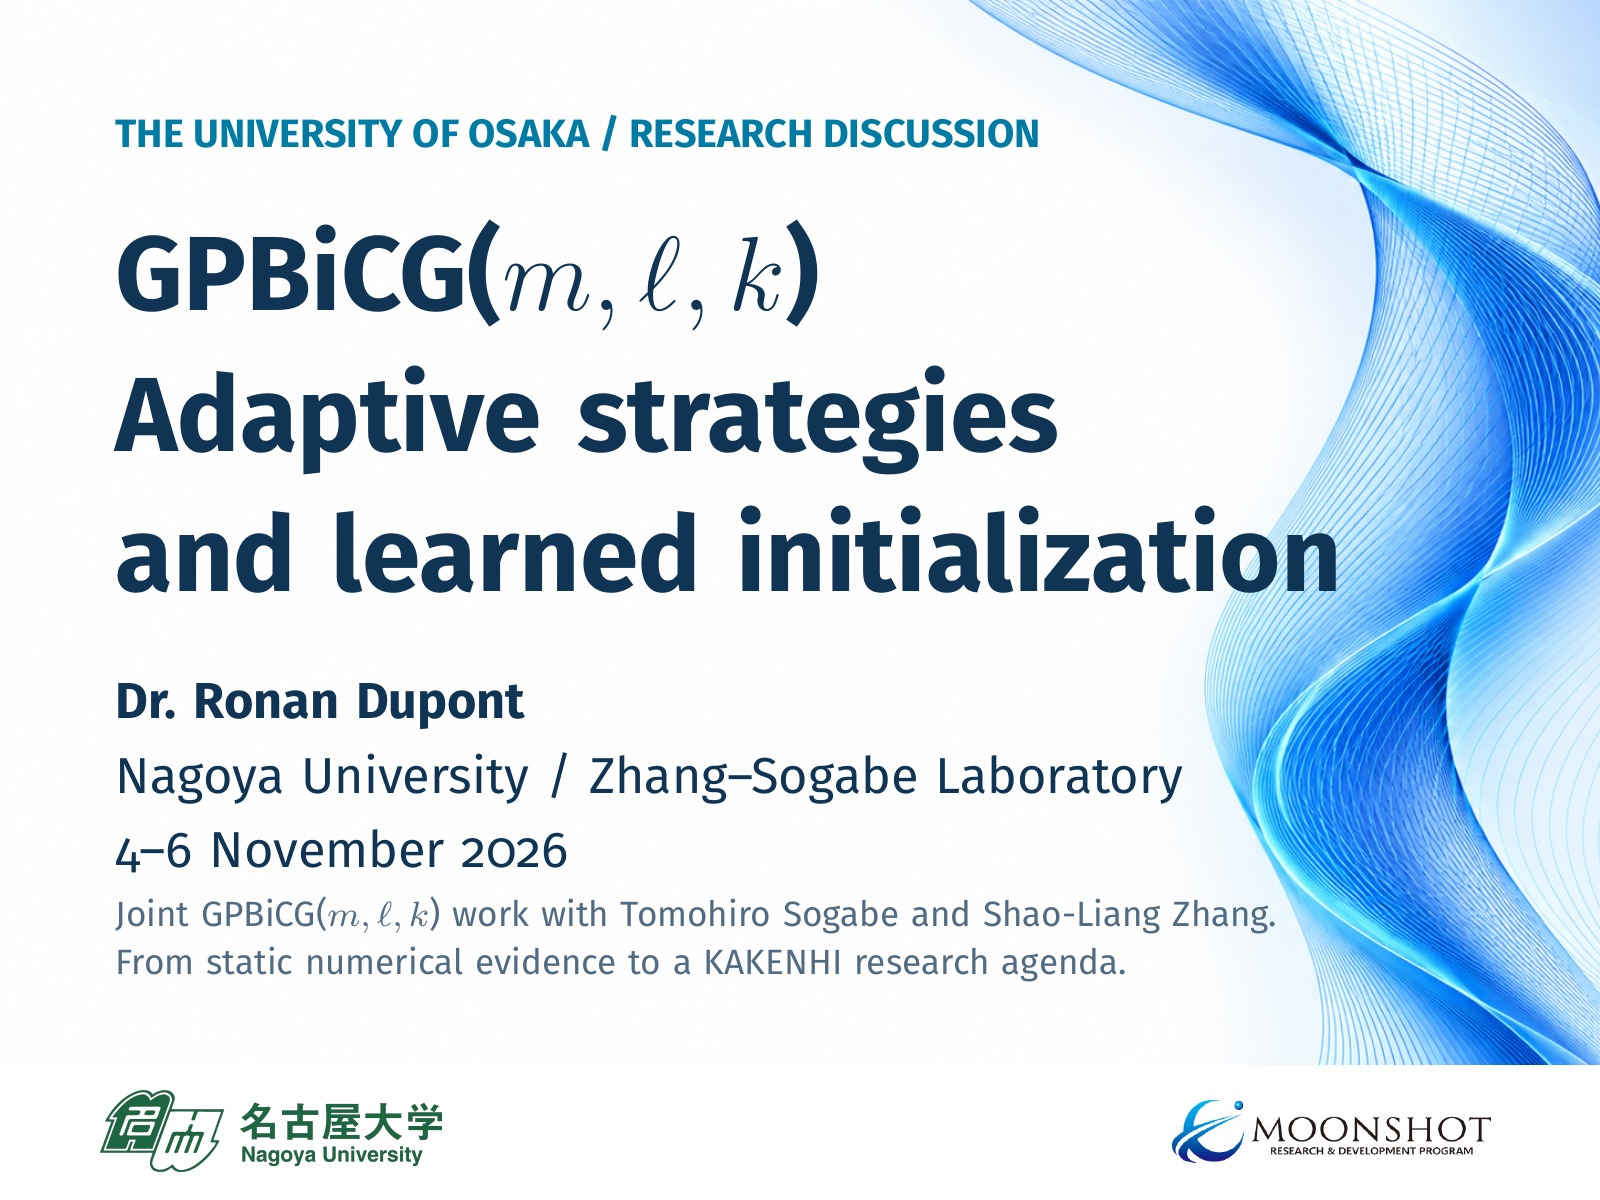 THE UNIVERSITY OF OSAKA / RESEARCH DISCUSSION
GPBiCG(m, ℓ, k)
Adaptive strategies
and learned initialization
Dr. Ronan Dupont
Nagoya University / Zhang–Sogabe Laboratory
4–6 November 2026
Joint GPBiCG(m, ℓ, k) work with Tomohiro Sogabe and Shao-Liang Zhang.
From static numerical evidence to a KAKENHI research agenda.
名古屋大学
Nagoya University
MOONSHOT
RESEARCH & DEVELOPMENT PROGRAM